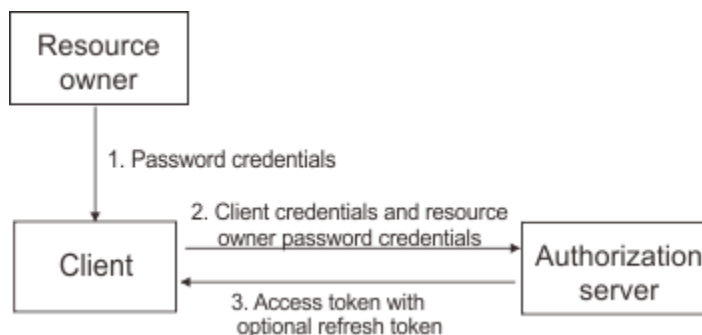 Resource
owner
1. Password credentials
2. Client credentials and resource
owner password credentials
Client
Authorization
server
3. Access token with
optional refresh token